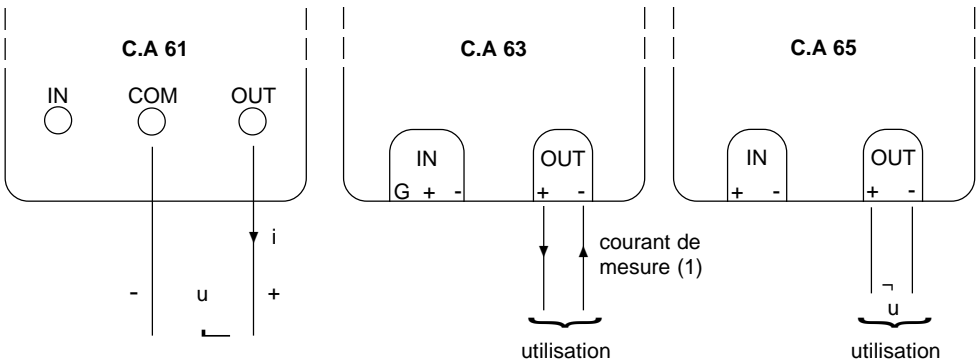 C.A 61
IN COM OUT
i
- u +
C.A 63
IN OUT
G + - + -
courant de
mesure (1)
utilisation
C.A 65
IN OUT
+ - + -
u
utilisation